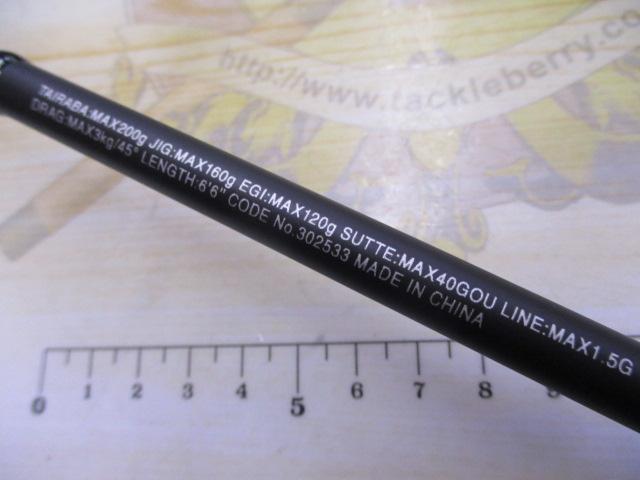 http://www.tackleberry.co
TAIRABA:MAX200g JIG:MAX160g EGI:MAX120g SUTTE:MAX40GOU LINE:MAX1.5G
DRAG:MAX3kg/45° LENGTH:6'6" CODE No.302533 MADE IN CHINA
0 1 2 3 4 5 6 7 8 9